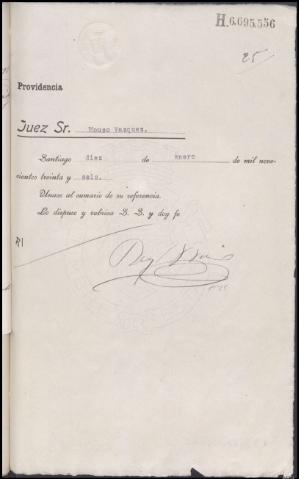 H.6.695,556
25
Providencia
Juez Sr. Mouzo Vazquez.
Santiago diez de enero de mil nove-
cientos treinta y seis.
Unase al sumario de su referencia.
Lo dispuso y rubrica S. S. y doy fe